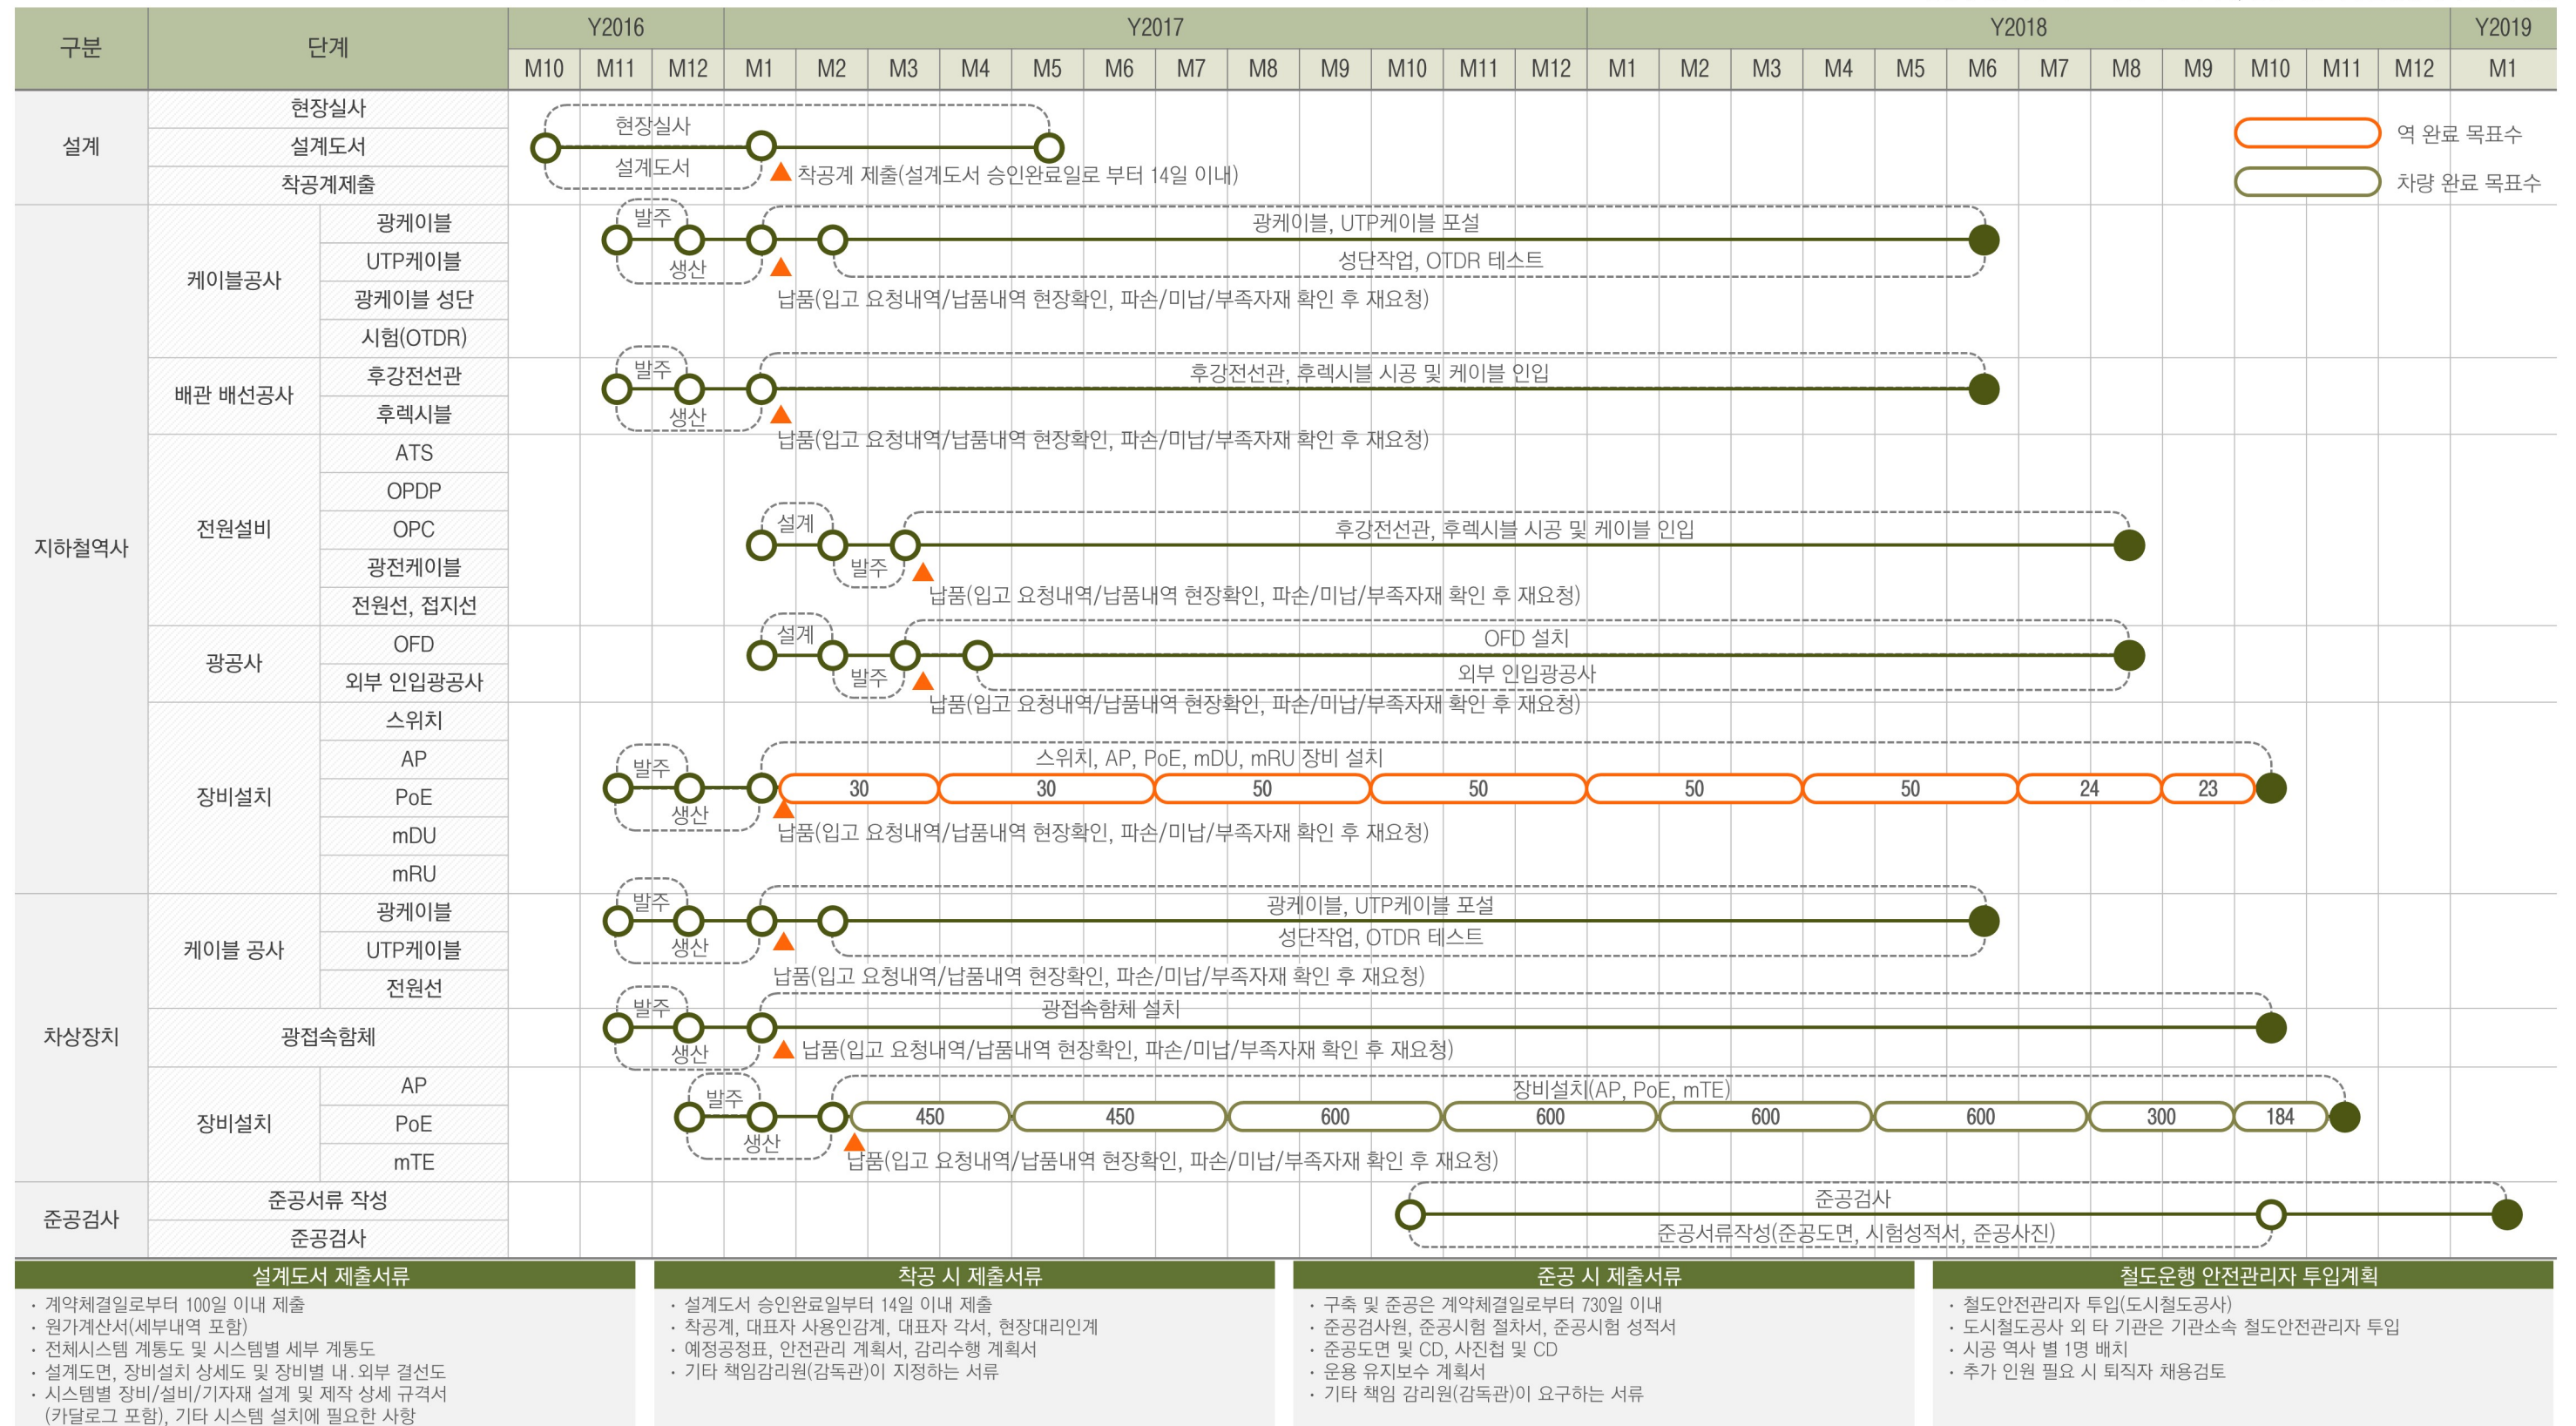 구분
단계
Y2016
Y2017
Y2018
Y2019
M10 M11 M12 M1 M2 M3 M4 M5 M6 M7 M8 M9 M10 M11 M12 M1 M2 M3 M4 M5 M6 M7 M8 M9 M10 M11 M12 M1
설계
현장실사
설계도서
착공계제출
현장실사
설계도서
착공계 제출(설계도서 승인완료일로 부터 14일 이내)
역 완료 목표수
차량 완료 목표수
지하철역사
케이블공사
광케이블
UTP케이블
광케이블 성단
시험(OTDR)
발주
생산
광케이블, UTP케이블 포설
성단작업, OTDR 테스트
납품(입고 요청내역/납품내역 현장확인, 파손/미납/부족자재 확인 후 재요청)
배관 배선공사
후강전선관
후렉시블
발주
생산
후강전선관, 후렉시블 시공 및 케이블 인입
납품(입고 요청내역/납품내역 현장확인, 파손/미납/부족자재 확인 후 재요청)
전원설비
ATS
OPDP
OPC
광전케이블
전원선, 접지선
설계
발주
후강전선관, 후렉시블 시공 및 케이블 인입
납품(입고 요청내역/납품내역 현장확인, 파손/미납/부족자재 확인 후 재요청)
광공사
OFD
외부 인입광공사
설계
발주
OFD 설치
외부 인입광공사
납품(입고 요청내역/납품내역 현장확인, 파손/미납/부족자재 확인 후 재요청)
장비설치
스위치
AP
PoE
mDU
mRU
발주
생산
스위치, AP, PoE, mDU, mRU 장비 설치
30 30 50 50 50 50 24 23
납품(입고 요청내역/납품내역 현장확인, 파손/미납/부족자재 확인 후 재요청)
차상장치
케이블 공사
광케이블
UTP케이블
전원선
발주
생산
광케이블, UTP케이블 포설
성단작업, OTDR 테스트
납품(입고 요청내역/납품내역 현장확인, 파손/미납/부족자재 확인 후 재요청)
광접속함체
발주
생산
광접속함체 설치
납품(입고 요청내역/납품내역 현장확인, 파손/미납/부족자재 확인 후 재요청)
장비설치
AP
PoE
mTE
발주
생산
장비설치(AP, PoE, mTE)
450 450 600 600 600 600 300 184
납품(입고 요청내역/납품내역 현장확인, 파손/미납/부족자재 확인 후 재요청)
준공검사
준공서류 작성
준공검사
준공검사
준공서류작성(준공도면, 시험성적서, 준공사진)
설계도서 제출서류
· 계약체결일로부터 100일 이내 제출
· 원가계산서(세부내역 포함)
· 전체시스템 계통도 및 시스템별 세부 계통도
· 설계도면, 장비설치 상세도 및 장비별 내.외부 결선도
· 시스템별 장비/설비/기자재 설계 및 제작 상세 규격서
(카달로그 포함), 기타 시스템 설치에 필요한 사항
착공 시 제출서류
· 설계도서 승인완료일부터 14일 이내 제출
· 착공계, 대표자 사용인감계, 대표자 각서, 현장대리인계
· 예정공정표, 안전관리 계획서, 감리수행 계획서
· 기타 책임감리원(감독관)이 지정하는 서류
준공 시 제출서류
· 구축 및 준공은 계약체결일로부터 730일 이내
· 준공검사원, 준공시험 절차서, 준공시험 성적서
· 준공도면 및 CD, 사진첩 및 CD
· 운용 유지보수 계획서
· 기타 책임 감리원(감독관)이 요구하는 서류
철도운행 안전관리자 투입계획
· 철도안전관리자 투입(도시철도공사)
· 도시철도공사 외 타 기관은 기관소속 철도안전관리자 투입
· 시공 역사 별 1명 배치
· 추가 인원 필요 시 퇴직자 채용검토